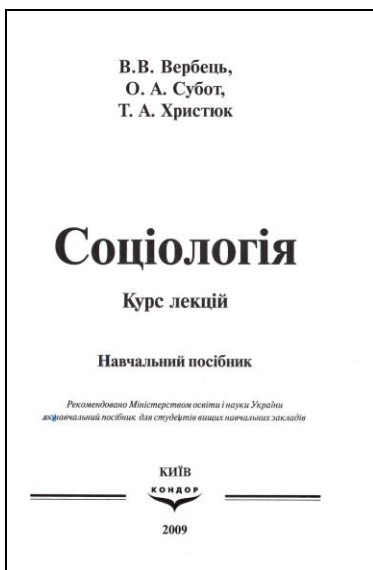 В.В. Вербець,
О. А. Субот,
Т. А. Христюк
Соціологія
Курс лекцій
Навчальний посібник
Рекомендовано Міністерством освіти і науки України
як навчальний посібник для студентів вищих навчальних закладів
КИЇВ
КОНДОР
2009